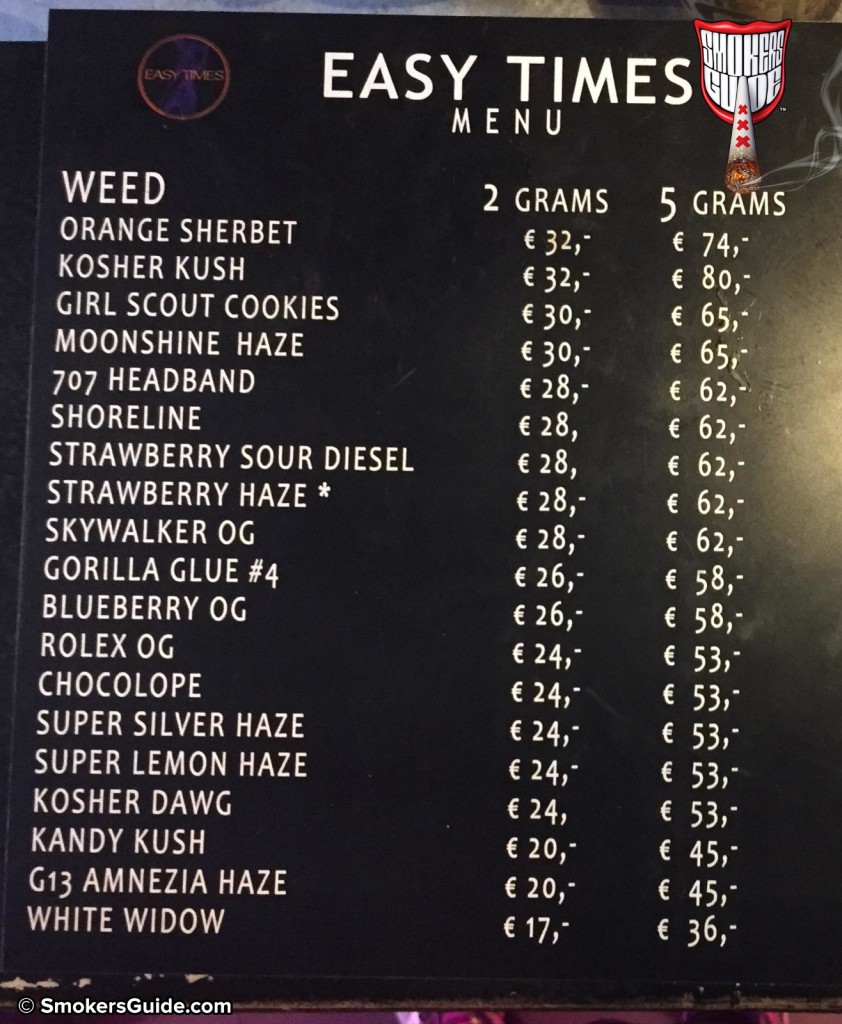 EASY TIMES
EASY TIMES
MENU
SMOKERS GUIDE
XXX
TM
WEED 2 GRAMS 5 GRAMS
ORANGE SHERBET € 32,- € 74,-
KOSHER KUSH € 32,- € 80,-
GIRL SCOUT COOKIES € 30,- € 65,-
MOONSHINE HAZE € 30,- € 65,-
707 HEADBAND € 28,- € 62,-
SHORELINE € 28, € 62,-
STRAWBERRY SOUR DIESEL € 28, € 62,-
STRAWBERRY HAZE * € 28,- € 62,-
SKYWALKER OG € 28,- € 62,-
GORILLA GLUE #4 € 26,- € 58,-
BLUEBERRY OG € 26,- € 58,-
ROLEX OG € 24,- € 53,-
CHOCOLOPE € 24,- € 53,-
SUPER SILVER HAZE € 24,- € 53,-
SUPER LEMON HAZE € 24,- € 53,-
KOSHER DAWG € 24, € 53,-
KANDY KUSH € 20,- € 45,-
G13 AMNEZIA HAZE € 20,- € 45,-
WHITE WIDOW € 17,- € 36,-
© SmokersGuide.com